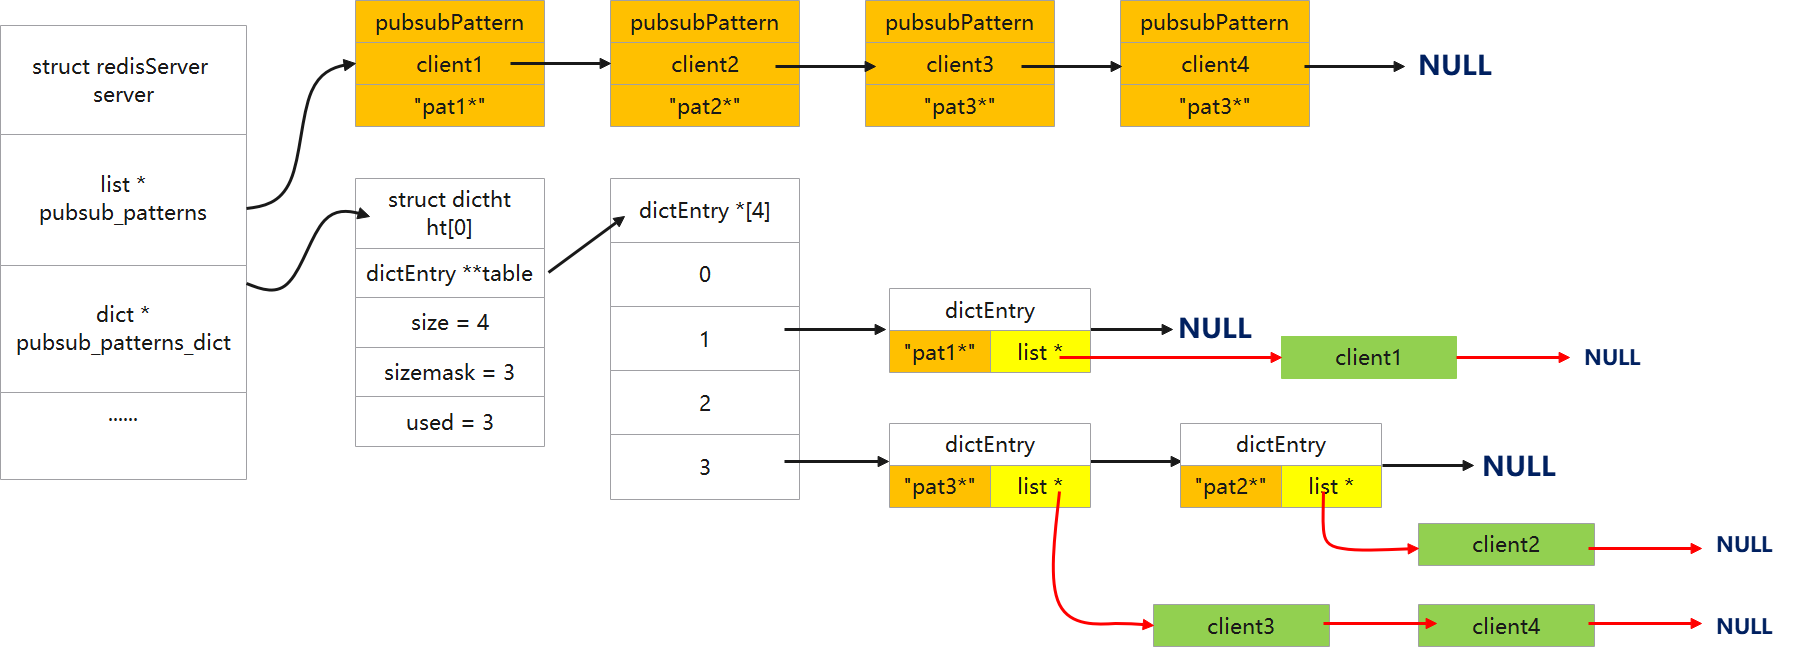 struct redisServer
server
list *
pubsub_patterns
dict *
pubsub_patterns_dict
......
pubsubPattern
client1
"pat1*"
pubsubPattern
client2
"pat2*"
pubsubPattern
client3
"pat3*"
pubsubPattern
client4
"pat3*"
NULL
struct dictht
ht[0]
dictEntry **table
size = 4
sizemask = 3
used = 3
dictEntry *[4]
0
1
2
3
dictEntry
"pat1*" list *
NULL
client1
NULL
dictEntry
"pat3*" list *
dictEntry
"pat2*" list *
NULL
client2
NULL
client3
client4
NULL